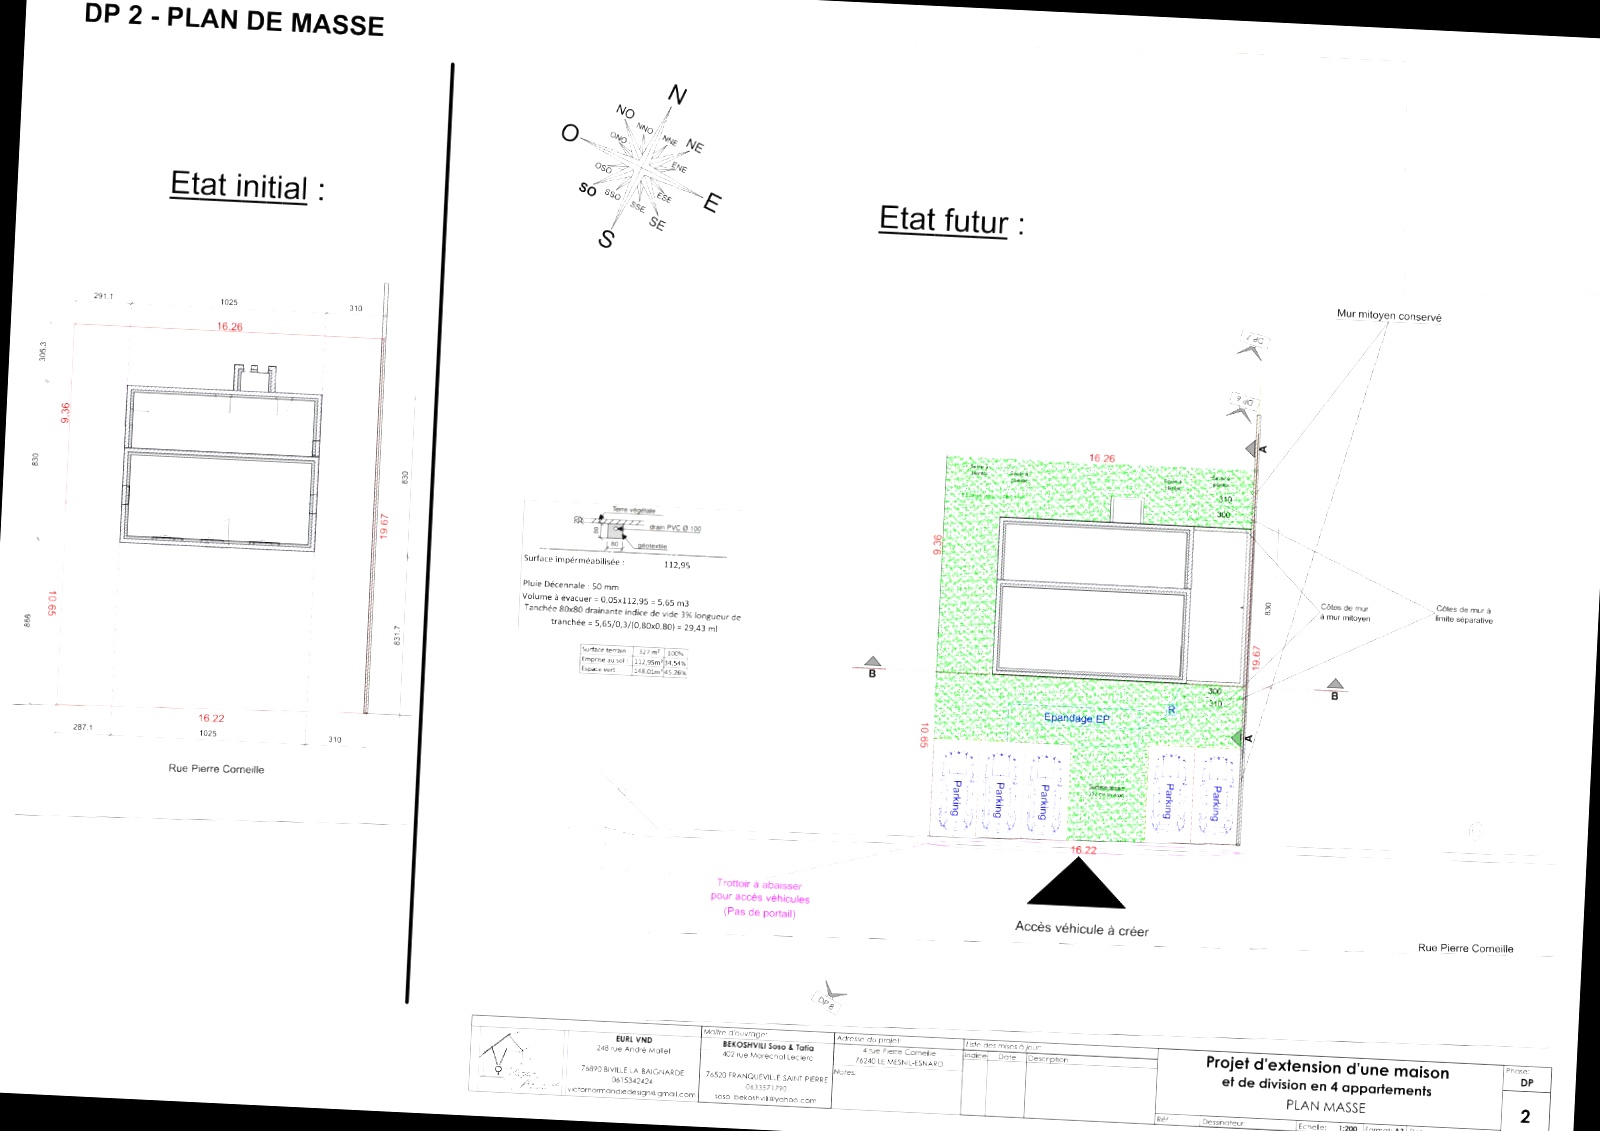 DP 2 - PLAN DE MASSE
Etat initial :
N
NO
NNO
NNE
NE
O
ONO
ENE
OSO
SO
SSO
SSE
ESE
SE
E
S
Etat futur :
291.1
1025
310
16.26
305.3
9.36
830
830
19.67
10.65
866
831.7
16.22
287.1
1025
310
Rue Pierre Corneille
Mur mitoyen conservé
DP 7
DP 6
A
16.26
310
300
9.36
Terre végétale
drain PVC Ø 100
80
80
géotextile
Surface imperméabilisée :
112,95
Pluie Décennale : 50 mm
Volume à évacuer = 0,05x112,95 = 5,65 m3
Tanchée 80x80 drainante indice de vide 3% longueur de
tranchée = 5,65/0,3/(0,80x0.80) = 29,43 ml
Surface terrain 327 m² 100%
Emprise au sol : 112,95m² 34,54%
Espace vert 148.01m² 45.26%
830
Côtes de mur
à mur mitoyen
Côtes de mur à
limite séparative
19.67
B
B
300
310
Epandage EP
R
A
10.65
Parking
Parking
Parking
Parking
Parking
16.22
Trottoir à abaisser
pour accès véhicules
(Pas de portail)
Accès véhicule à créer
Rue Pierre Corneille
DP 8
EURL VND
248 rue André Mallet
76890 BIVILLE LA BAIGNARDE
0615342424
victornormandiedesign@gmail.com
Maître d'ouvrage:
BEKOSHVILI Soso & Tatia
402 rue Maréchal Leclerc
76520 FRANQUEVILLE SAINT PIERRE
0633571790
soso_bekoshvili@yahoo.com
Adresse du projet:
4 rue Pierre Corneille
76240 LE MESNIL-ESNARD
Notes:
Liste des mises à jour:
Indice Date Description
Projet d'extension d'une maison
et de division en 4 appartements
PLAN MASSE
Phase:
DP
2
Réf : Dessinateur Echelle: 1:200 Format: A3